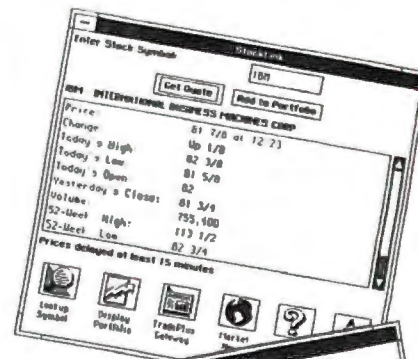 StockLink
Enter Stock Symbol:
IBM
Get Quote Add to Portfolio
IBM INTERNATIONAL BUSINESS MACHINES CORP
Price: 81 7/8 at 12:23
Change: Up 1/8
Today's High: 82 3/8
Today's Low: 81 5/8
Today's Open: 82
Yesterday's Close: 81 3/4
Volume: 755,400
52-Week High: 113 1/2
52-Week Low: 82 3/4
Prices delayed at least 15 minutes
Lookup Symbol
Display Portfolio
TradePlus Gateway
Market
?